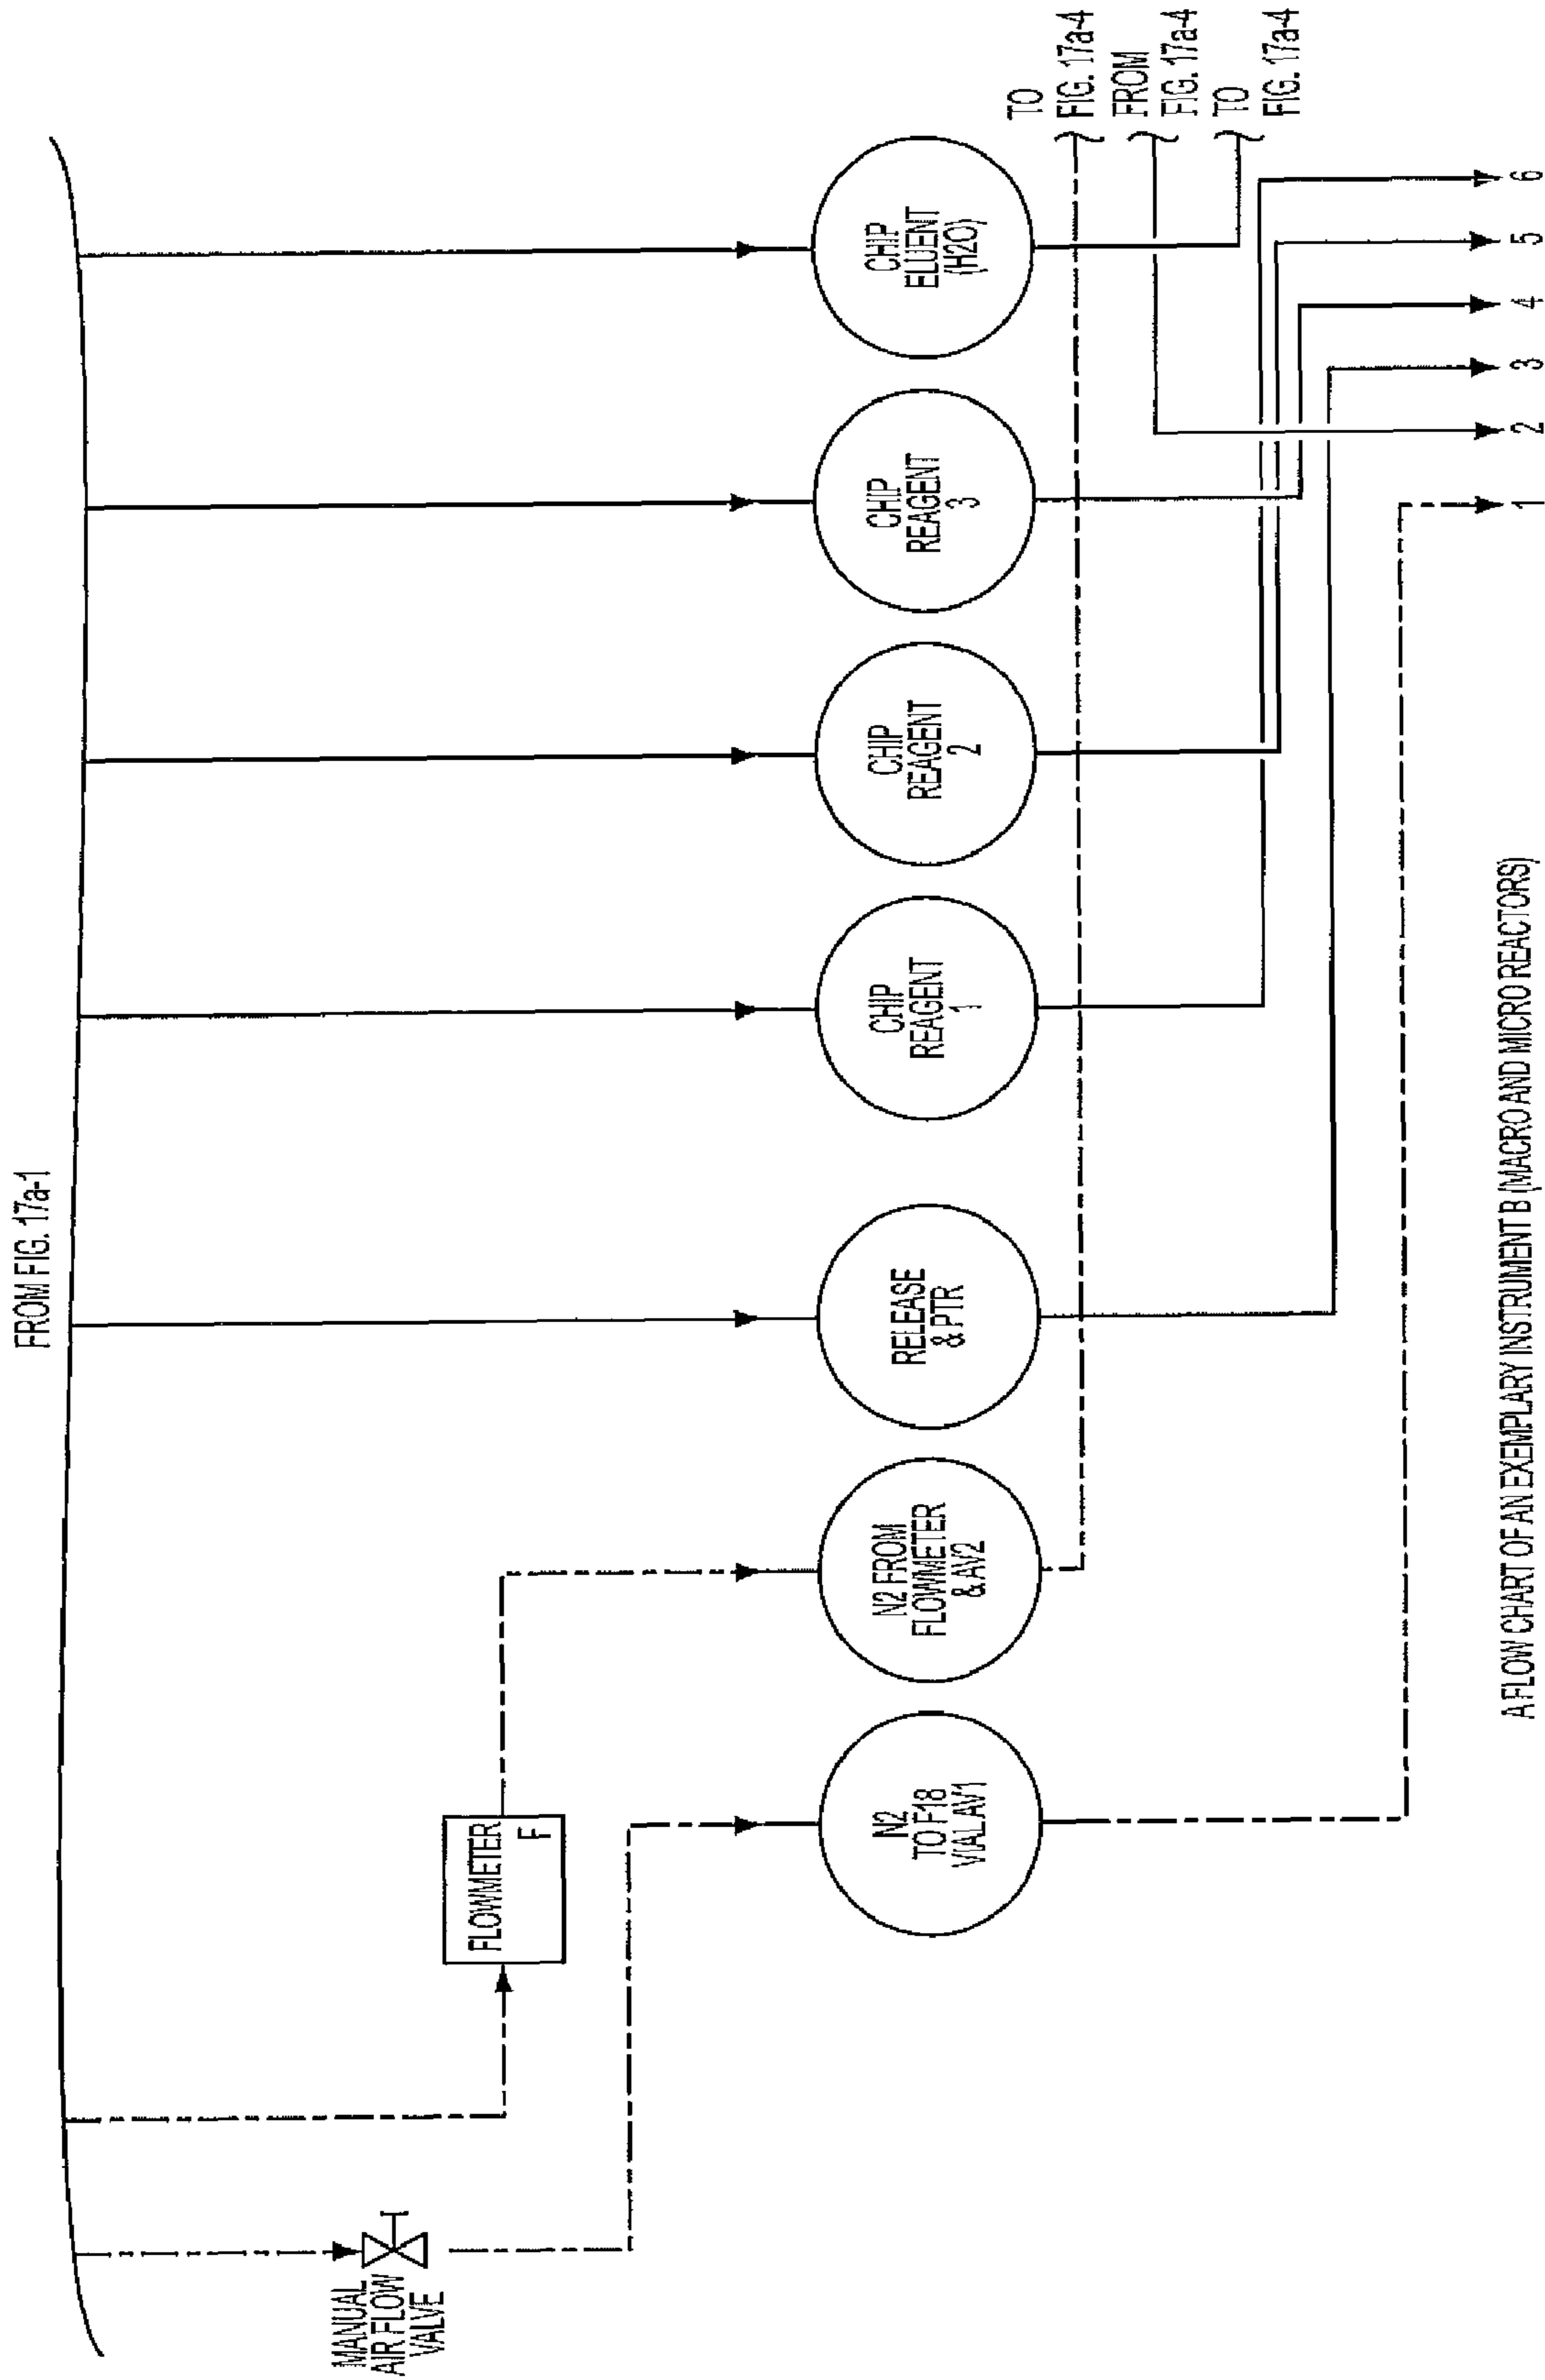 FROM FIG. 17a-1
MANUAL
AIR FLOW
VALVE
FLOWMETER
F
N2
TO F18
VIALAV1
N2 FROM
FLOWMETER
& AV2
RELEASE
& PTR
CHIP
REAGENT
1
CHIP
REAGENT
2
CHIP
REAGENT
3
CHIP
ELUENT
(H2O)
TO
FIG. 17a-4
FROM
FIG. 17a-4
TO
FIG. 17a-4
1
2
3
4
5
6
A FLOW CHART OF AN EXEMPLARY INSTRUMENT B (MACRO AND MICRO REACTORS)